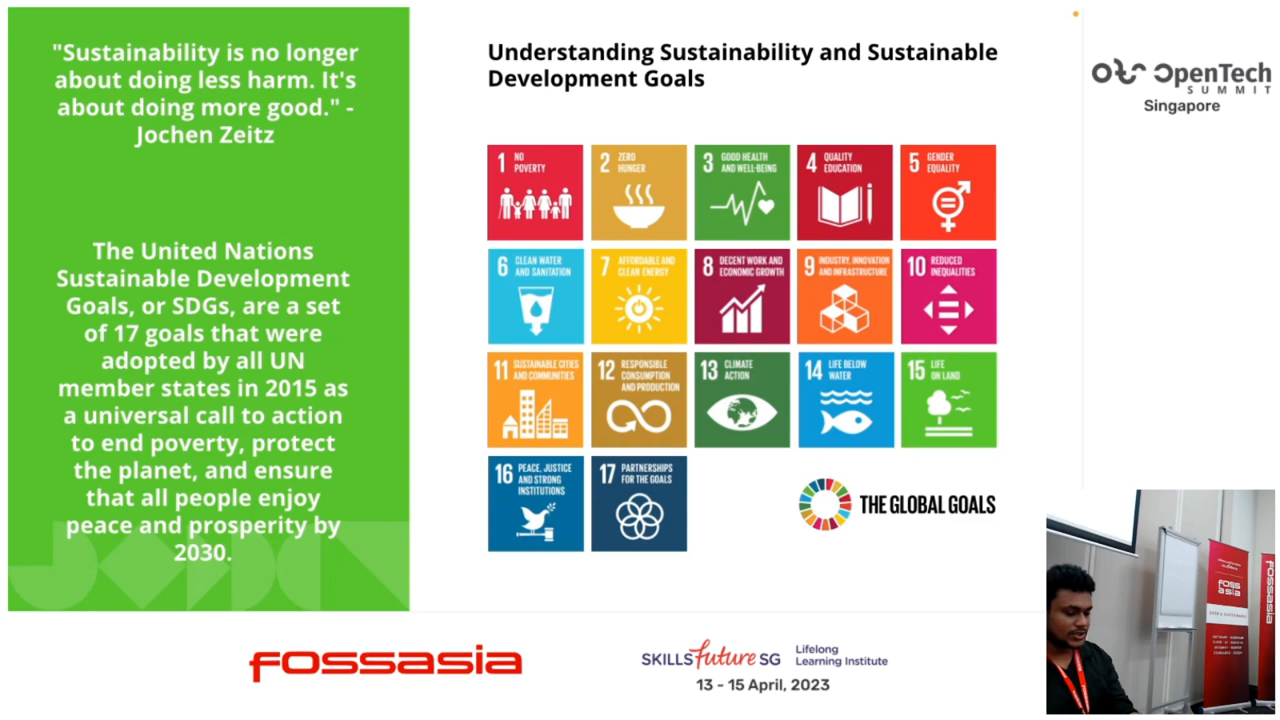 "Sustainability is no longer
about doing less harm. It's
about doing more good." -
Jochen Zeitz
The United Nations
Sustainable Development
Goals, or SDGs, are a set
of 17 goals that were
adopted by all UN
member states in 2015 as
a universal call to action
to end poverty, protect
the planet, and ensure
that all people enjoy
peace and prosperity by
2030.
Understanding Sustainability and Sustainable
Development Goals
1 NO
POVERTY
2 ZERO
HUNGER
3 GOOD HEALTH
AND WELL-BEING
4 QUALITY
EDUCATION
5 GENDER
EQUALITY
6 CLEAN WATER
AND SANITATION
7 AFFORDABLE AND
CLEAN ENERGY
8 DECENT WORK AND
ECONOMIC GROWTH
9 INDUSTRY, INNOVATION
AND INFRASTRUCTURE
10 REDUCED
INEQUALITIES
11 SUSTAINABLE CITIES
AND COMMUNITIES
12 RESPONSIBLE
CONSUMPTION
AND PRODUCTION
13 CLIMATE
ACTION
14 LIFE BELOW
WATER
15 LIFE
ON LAND
16 PEACE, JUSTICE
AND STRONG
INSTITUTIONS
17 PARTNERSHIPS
FOR THE GOALS
THE GLOBAL GOALS
OpenTech
SUMMIT
Singapore
FOSS
ASIA
fossasia
fossasia
SKILLSfuture SG
Lifelong
Learning Institute
13 - 15 April, 2023